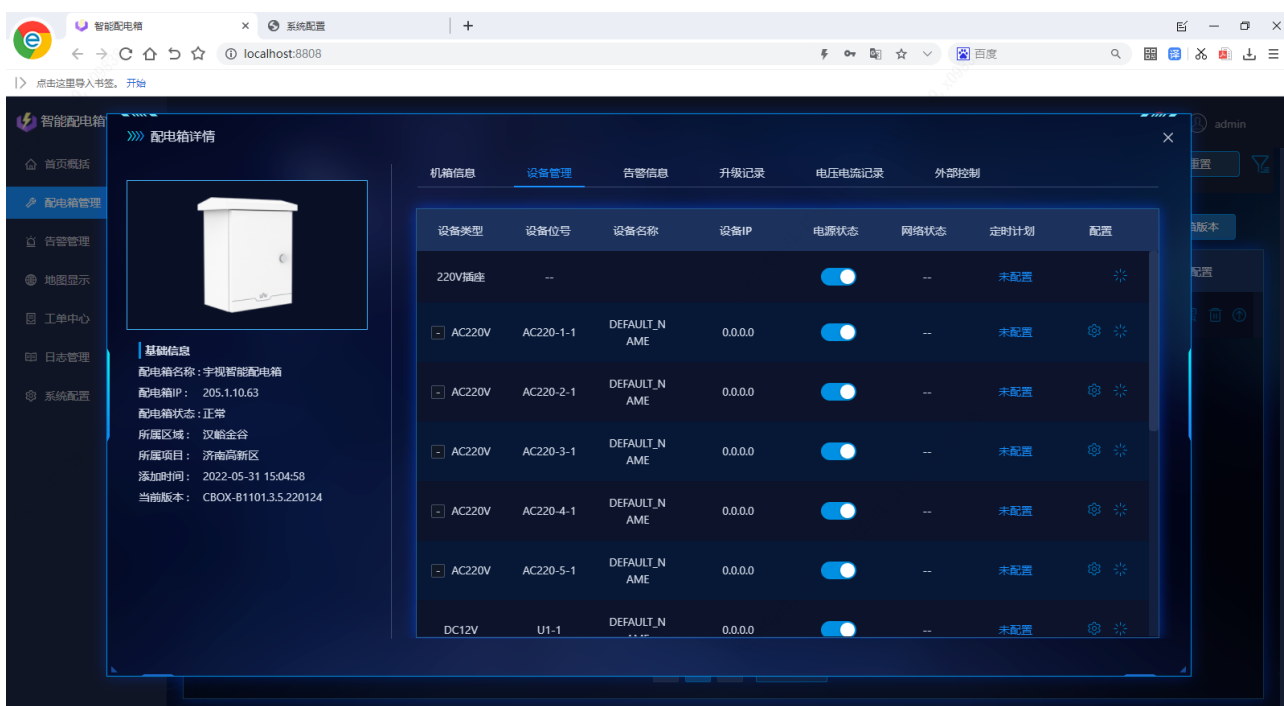 智能配电箱
系统配置
localhost:8808
百度
点击这里导入书签。 开始
智能配电箱
admin
配电箱详情
首页概括
配电箱管理
告警管理
地图显示
工单中心
日志管理
系统配置
重置
版本
配置
基础信息
配电箱名称 : 宇视智能配电箱
配电箱IP： 205.1.10.63
配电箱状态 : 正常
所属区域： 汉峪金谷
所属项目： 济南高新区
添加时间： 2022-05-31 15:04:58
当前版本： CBOX-B1101.3.5.220124
机箱信息 设备管理 告警信息 升级记录 电压电流记录 外部控制
设备类型 设备位号 设备名称 设备IP 电源状态 网络状态 定时计划 配置
220V插座 -- -- 未配置
- AC220V AC220-1-1 DEFAULT_NAME 0.0.0.0 -- 未配置
- AC220V AC220-2-1 DEFAULT_NAME 0.0.0.0 -- 未配置
- AC220V AC220-3-1 DEFAULT_NAME 0.0.0.0 -- 未配置
- AC220V AC220-4-1 DEFAULT_NAME 0.0.0.0 -- 未配置
- AC220V AC220-5-1 DEFAULT_NAME 0.0.0.0 -- 未配置
DC12V U1-1 DEFAULT_N 0.0.0.0 -- 未配置